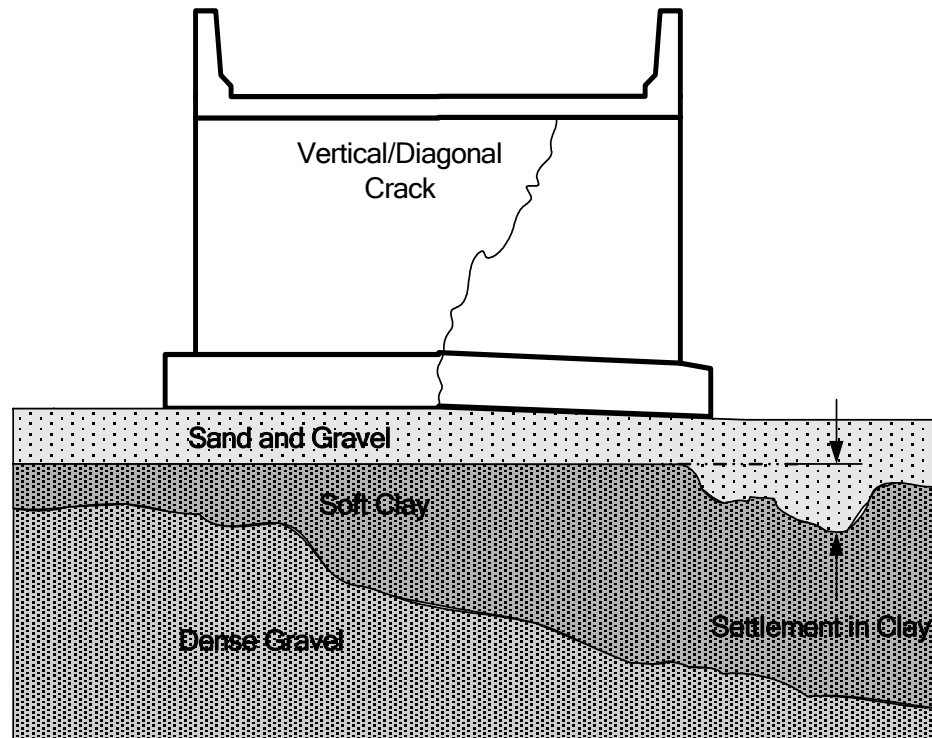 Vertical/Diagonal
Crack
Sand and Gravel
Soft Clay
Settlement in Clay
Dense Gravel